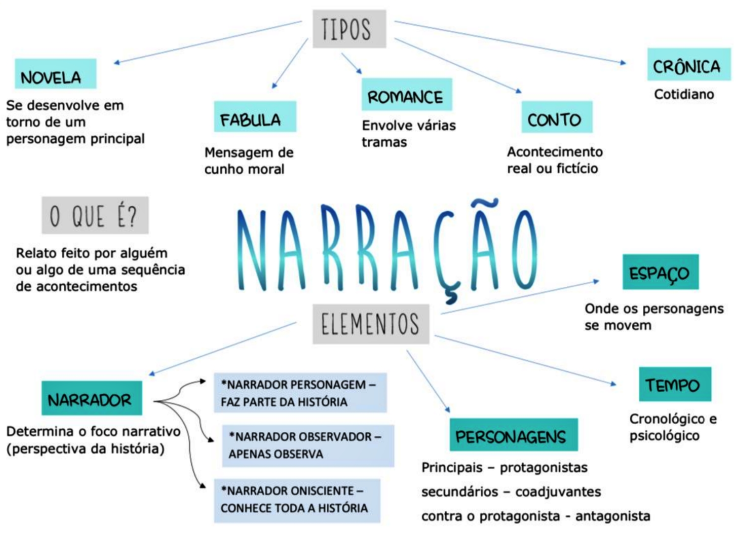 TIPOS
NOVELA
Se desenvolve em
torno de um
personagem principal
FABULA
Mensagem de
cunho moral
ROMANCE
Envolve várias
tramas
CONTO
Acontecimento
real ou fictício
CRÔNICA
Cotidiano
O QUE É?
Relato feito por alguém
ou algo de uma sequência
de acontecimentos
NARRAÇÃO
ELEMENTOS
ESPAÇO
Onde os personagens
se movem
NARRADOR
Determina o foco narrativo
(perspectiva da história)
*NARRADOR PERSONAGEM –
FAZ PARTE DA HISTÓRIA
*NARRADOR OBSERVADOR –
APENAS OBSERVA
*NARRADOR ONISCIENTE –
CONHECE TODA A HISTÓRIA
PERSONAGENS
Principais – protagonistas
secundários – coadjuvantes
contra o protagonista - antagonista
TEMPO
Cronológico e
psicológico